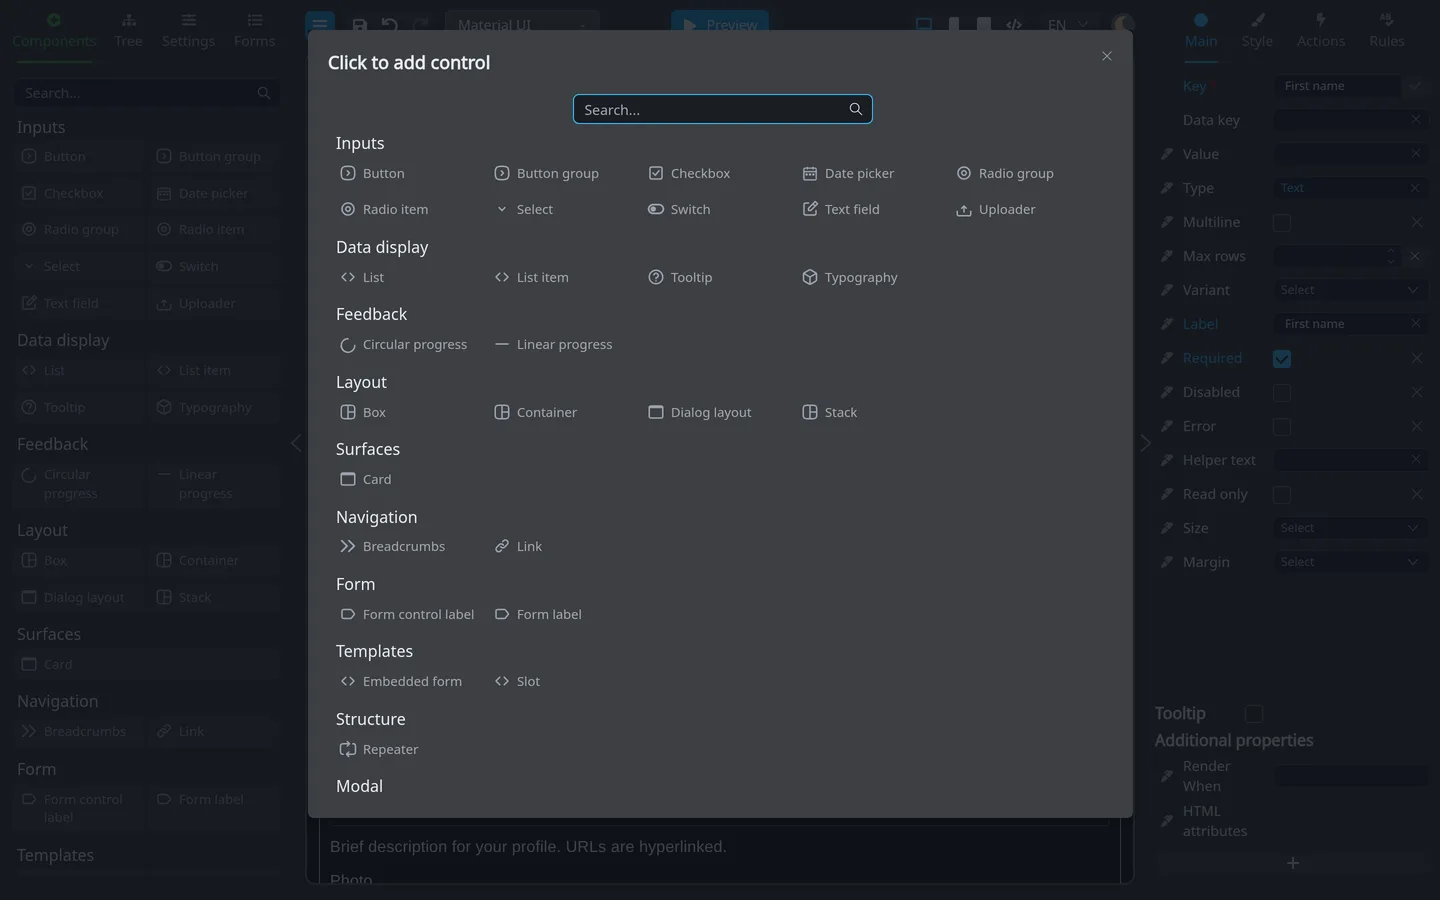 Components Tree Settings Forms
Material UI
Preview
EN
Main Style Actions Rules
Search...
Inputs
Button Button group
Checkbox Date picker
Radio group Radio item
Select Switch
Text field Uploader
Data display
List List item
Tooltip Typography
Feedback
Circular progress Linear progress
Layout
Box Container
Dialog layout Stack
Surfaces
Card
Navigation
Breadcrumbs Link
Form
Form control label Form label
Templates
Click to add control
Search...
Inputs
Button Button group Checkbox Date picker Radio group
Radio item Select Switch Text field Uploader
Data display
List List item Tooltip Typography
Feedback
Circular progress Linear progress
Layout
Box Container Dialog layout Stack
Surfaces
Card
Navigation
Breadcrumbs Link
Form
Form control label Form label
Templates
Embedded form Slot
Structure
Repeater
Modal
Brief description for your profile. URLs are hyperlinked.
Photo
Key First name
Data key
Value
Type Text
Multiline
Max rows
Variant Select
Label First name
Required
Disabled
Error
Helper text
Read only
Size Select
Margin Select
Tooltip
Additional properties
Render
When
HTML
attributes